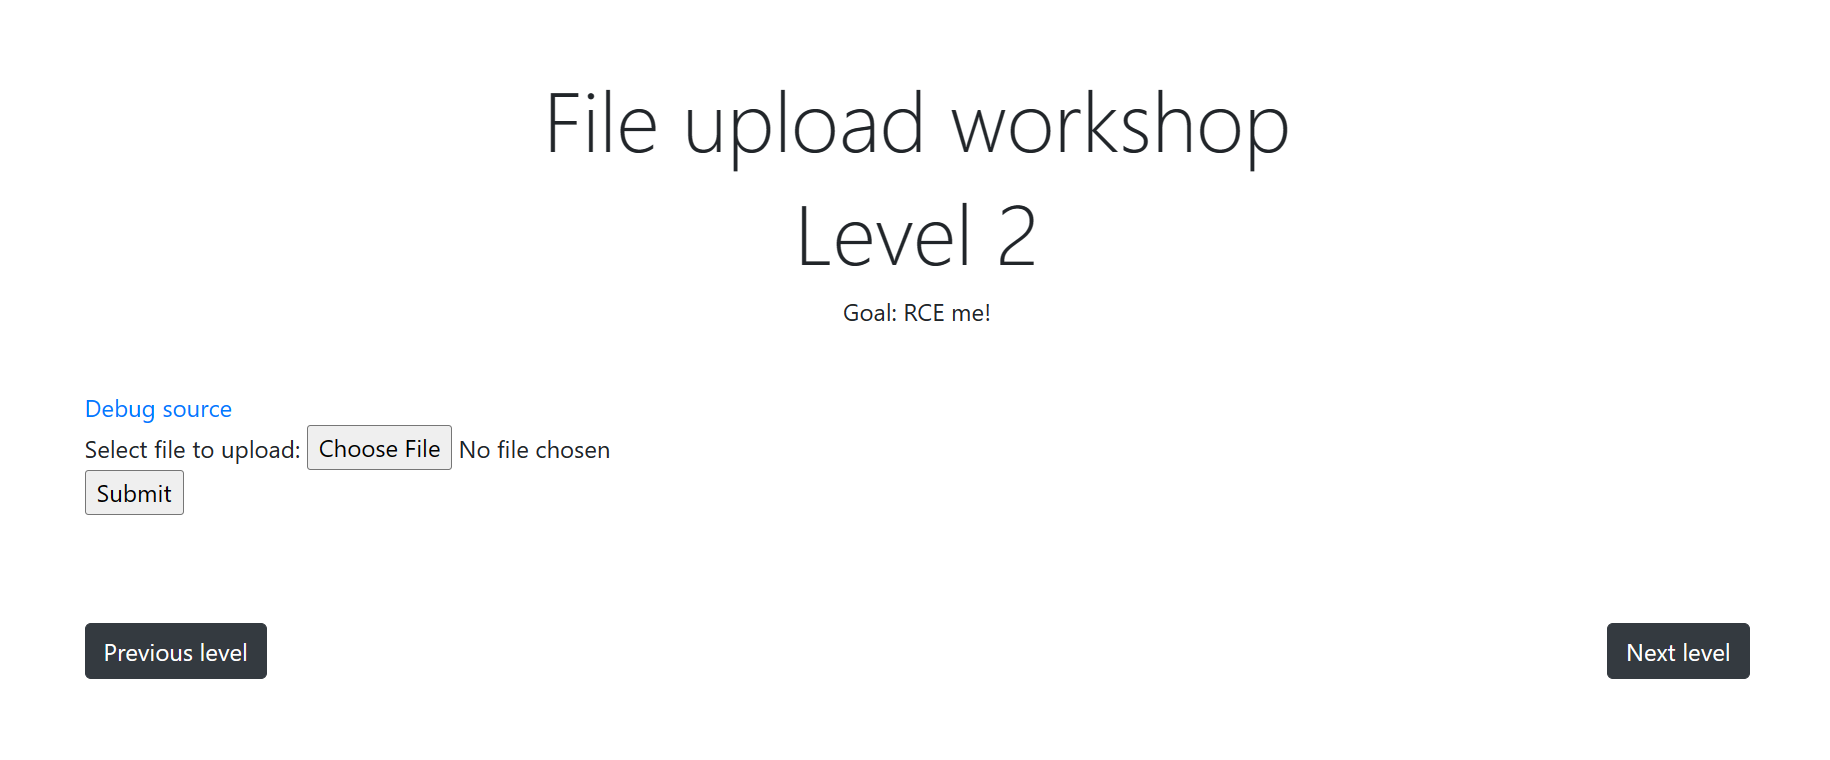 File upload workshop
Level 2
Goal: RCE me!
Debug source
Select file to upload: Choose File No file chosen
Submit
Previous level
Next level